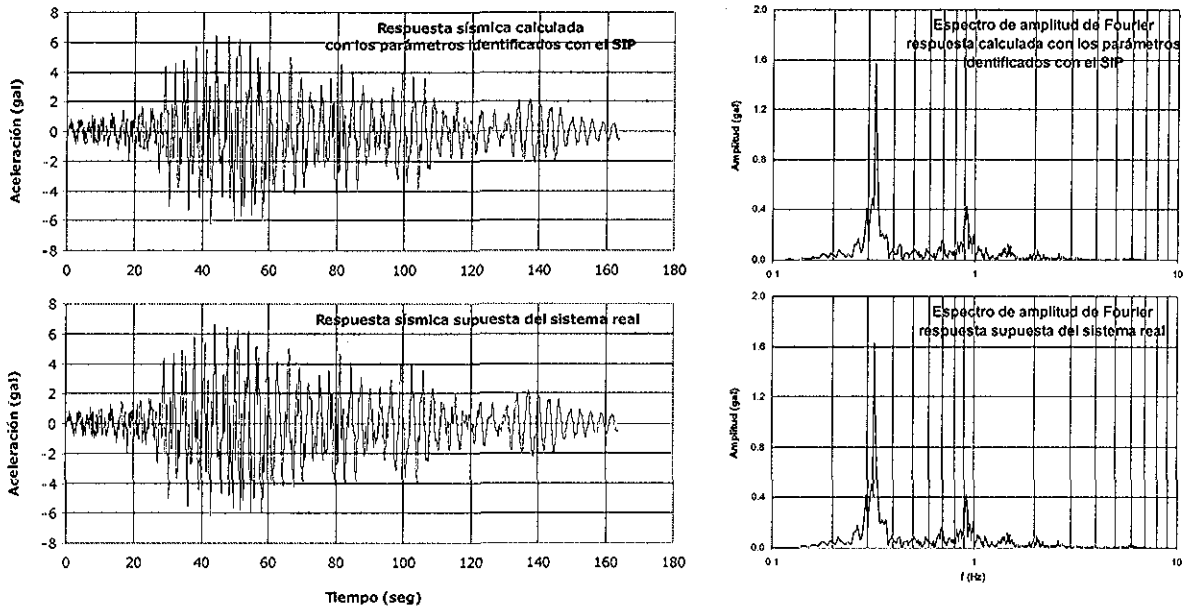 Respuesta sísmica calculada
con los parámetros identificados con el SIP
Aceleración (gal)
8
6
4
2
0
-2
-4
-6
-8
0 20 40 60 80 100 120 140 160 180
Espectro de amplitud de Fourier
respuesta calculada con los parámetros
identificados con el SIP
Amplitud (gal)
2.0
1.6
1.2
0.8
0.4
0.0
0 1 1 10
Respuesta sísmica supuesta del sistema real
Aceleración (gal)
8
6
4
2
0
-2
-4
-6
-8
0 20 40 60 80 100 120 140 160 180
Tiempo (seg)
Espectro de amplitud de Fourier
respuesta supuesta del sistema real
Amplitud (gal)
2.0
1.6
1.2
0.8
0.4
0.0
0 1 1 10
f (Hz)